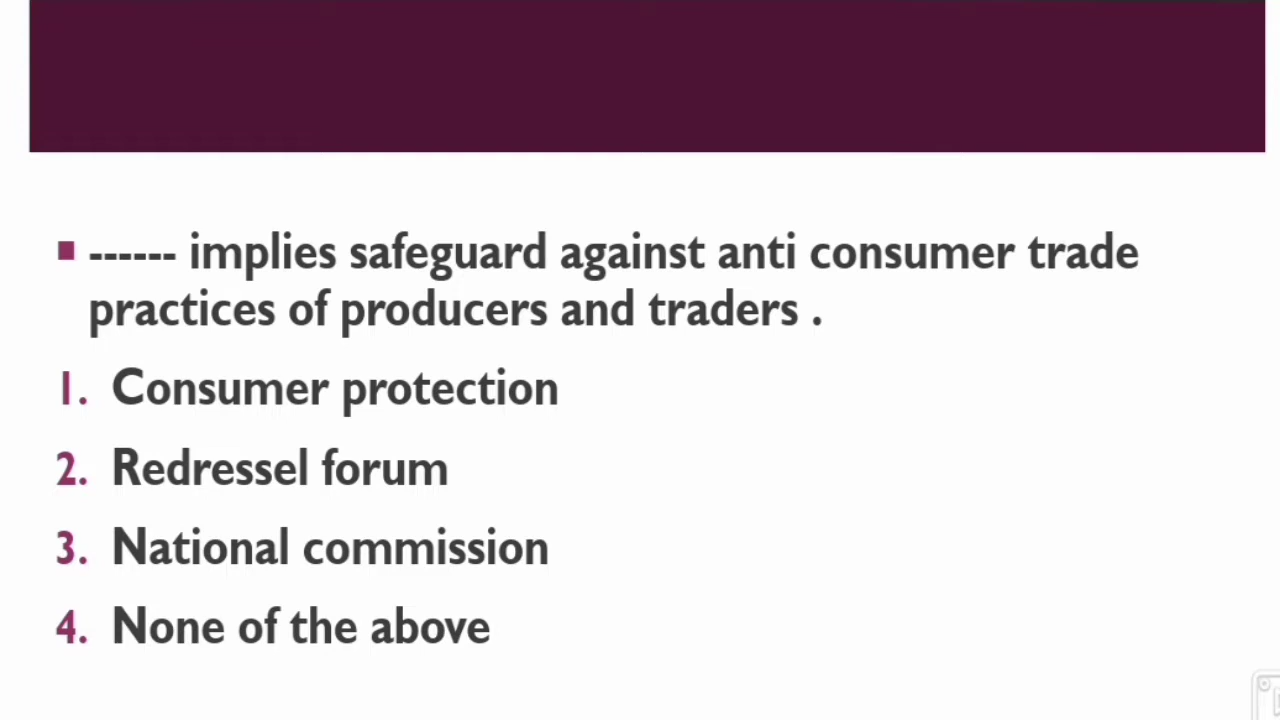 ------ implies safeguard against anti consumer trade
practices of producers and traders .
1. Consumer protection
2. Redressel forum
3. National commission
4. None of the above